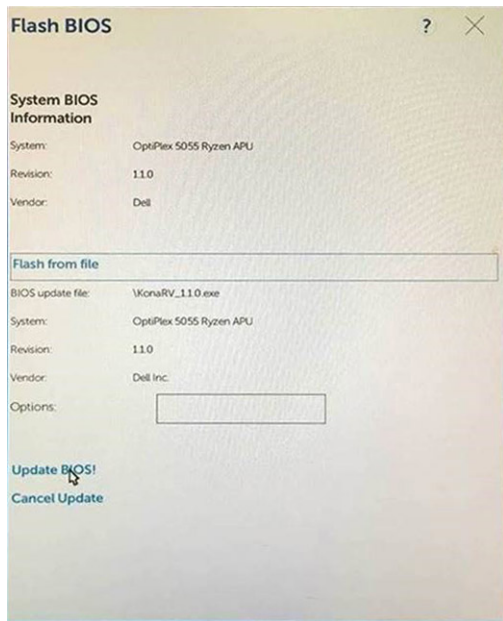 Flash BIOS ?
System BIOS
Information
System: OptiPlex 5055 Ryzen APU
Revision: 1.1.0
Vendor: Dell
Flash from file
BIOS update file: \KonaRV_1.1.0.exe
System: OptiPlex 5055 Ryzen APU
Revision: 1.1.0
Vendor: Dell Inc.
Options:
Update BIOS!
Cancel Update